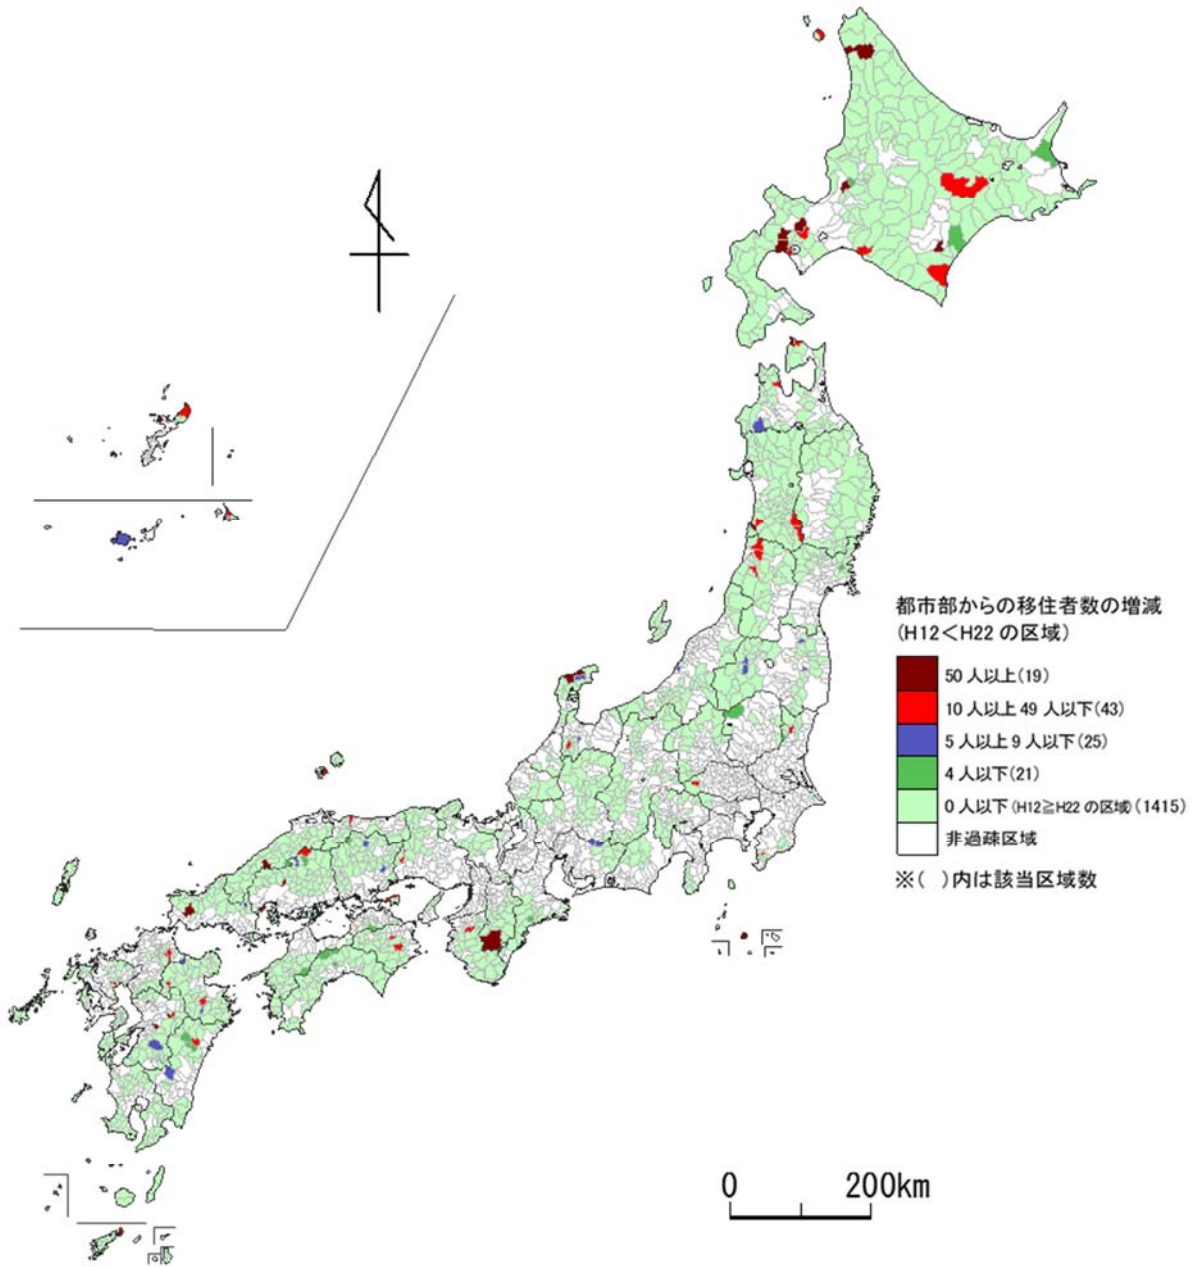 都市部からの移住者数の増減
(H12<H22 の区域)
50 人以上(19)
10 人以上 49 人以下(43)
5 人以上 9 人以下(25)
4 人以下(21)
0 人以下(H12≧H22 の区域)(1415)
非過疎区域
※( )内は該当区域数
0 200km